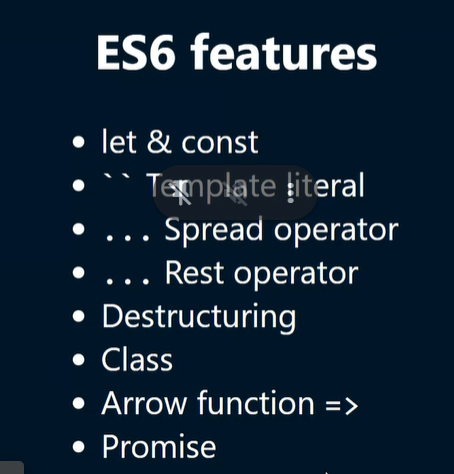 ES6 features
• let & const
• `` Template literal
• ... Spread operator
• ... Rest operator
• Destructuring
• Class
• Arrow function =>
• Promise